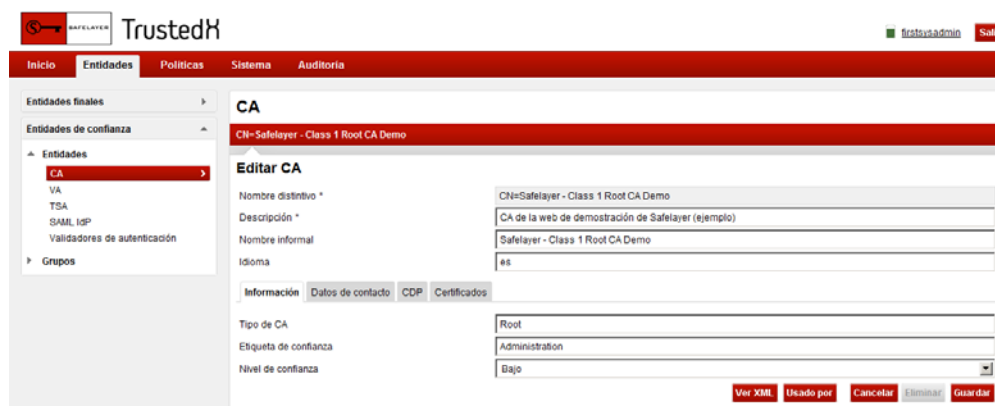 SAFELAYER TrustedX
firstsysadmin
Inicio Entidades Políticas Sistema Auditoría
Entidades finales
Entidades de confianza
Entidades
CA
VA
TSA
SAML IdP
Validadores de autenticación
Grupos
CA
CN=Safelayer - Class 1 Root CA Demo
Editar CA
Nombre distintivo * CN=Safelayer - Class 1 Root CA Demo
Descripción * CA de la web de demostración de Safelayer (ejemplo)
Nombre informal Safelayer - Class 1 Root CA Demo
Idioma es
Información Datos de contacto CDP Certificados
Tipo de CA Root
Etiqueta de confianza Administration
Nivel de confianza Bajo
Ver XML Usado por Cancelar Eliminar Guardar